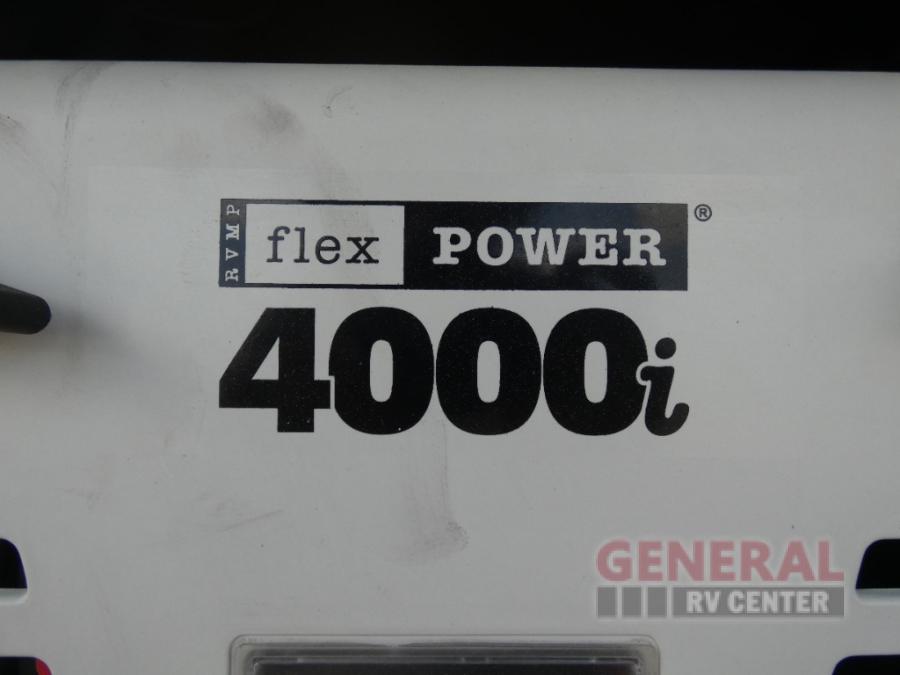 RVMP flex POWER ®
4000i
GENERAL
RV CENTER